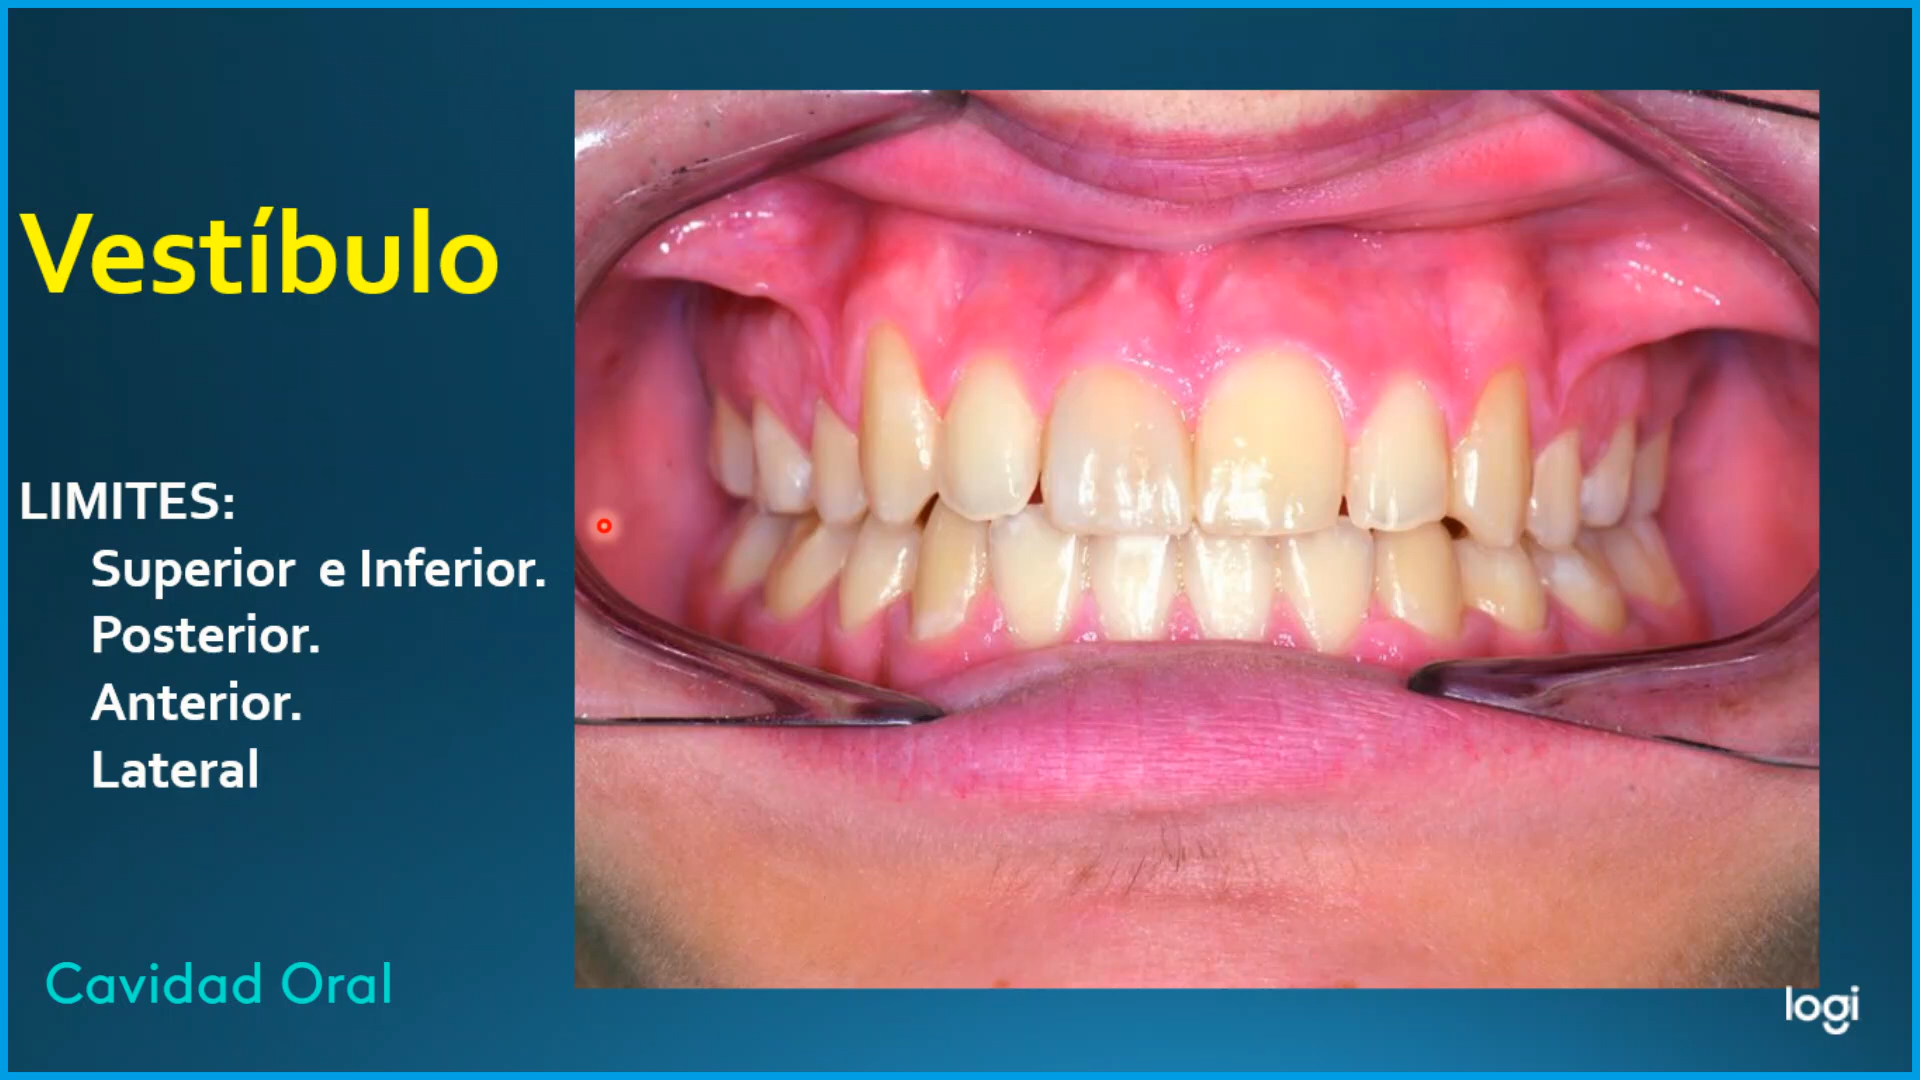 Vestíbulo
LIMITES:
Superior e Inferior.
Posterior.
Anterior.
Lateral
Cavidad Oral
logi